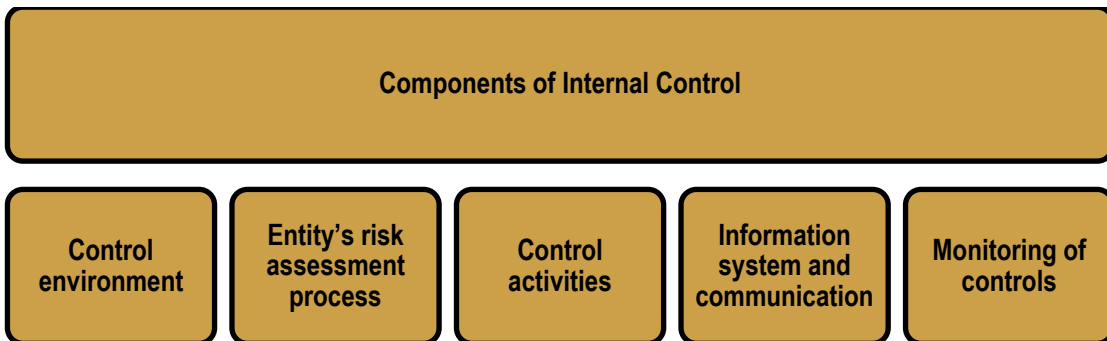 Components of Internal Control
Control
environment
Entity’s risk
assessment
process
Control
activities
Information
system and
communication
Monitoring of
controls